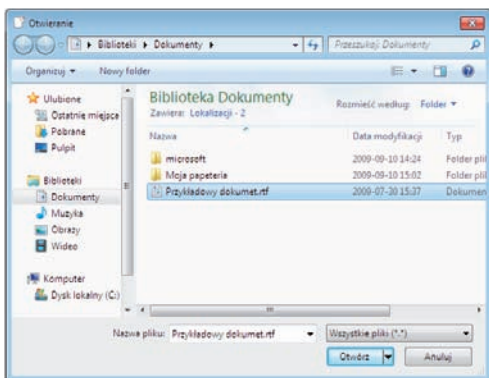 Otwieranie
Biblioteki Dokumenty
Przeszukaj: Dokumenty
Organizuj Nowy folder
Ulubione
Ostatnie miejsca
Pobrane
Pulpit
Biblioteki
Dokumenty
Muzyka
Obrazy
Wideo
Komputer
Dysk lokalny (C:)
Biblioteka Dokumenty
Zawiera: Lokalizacji - 2
Rozmieść według: Folder
Nazwa Data modyfikacji Typ
microsoft 2009-09-10 14:24 Folder plik
Moja papeteria 2009-09-10 15:02 Folder plik
Przykładowy dokumet.rtf 2009-07-30 15:37 Dokumen
Nazwa pliku: Przykładowy dokumet.rtf Wszystkie pliki (*.*)
Otwórz Anuluj